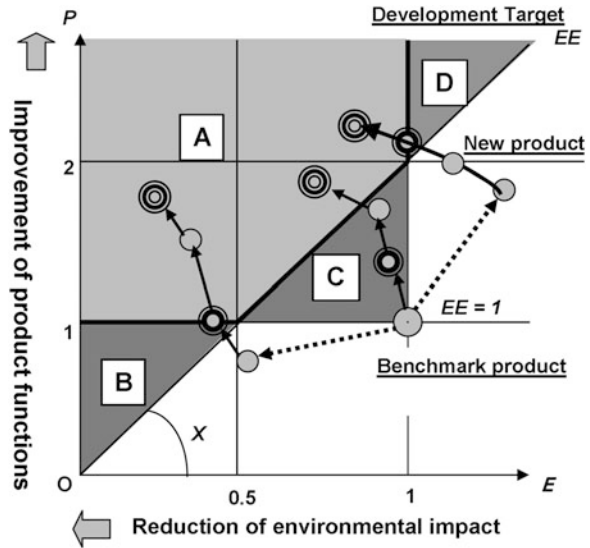 P
Development Target
EE
D
A
New product
2
Improvement of product functions
C
EE = 1
1
Benchmark product
B
X
O
0.5
1
E
Reduction of environmental impact